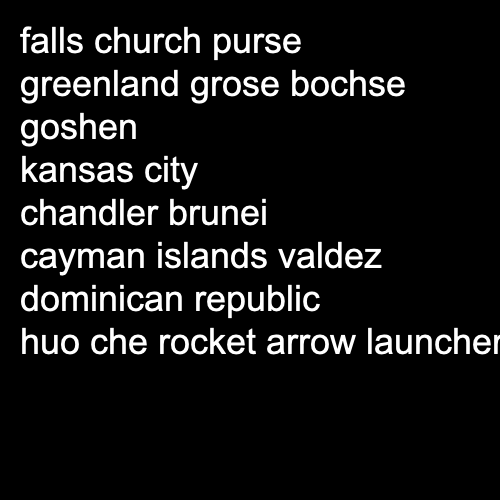 falls church purse
greenland grose bochse
goshen
kansas city
chandler brunei
cayman islands valdez
dominican republic
huo che rocket arrow launcher